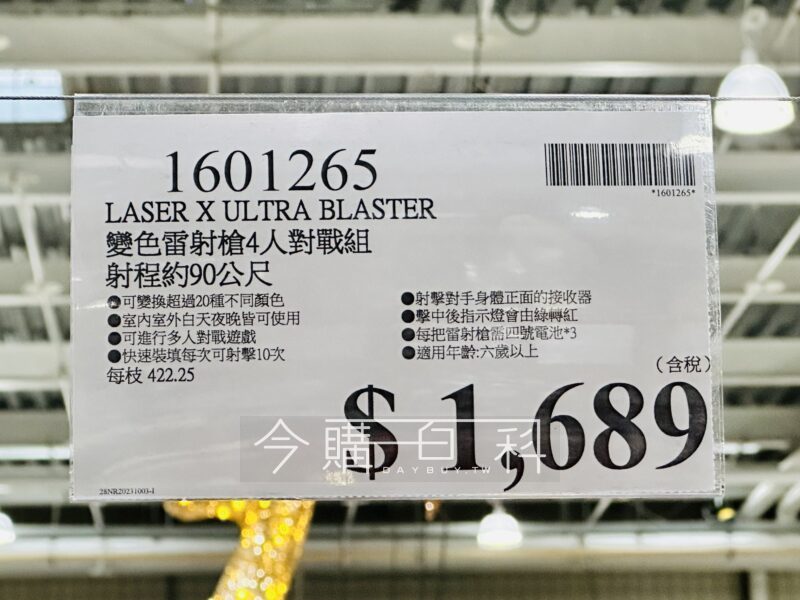 1601265
*1601265*
LASER X ULTRA BLASTER
變色雷射槍4人對戰組
射程約90公尺
●可變換超過20種不同顏色
●室內室外白天夜晚皆可使用
●可進行多人對戰遊戲
●快速裝填每次可射擊10次
每枝 422.25
●射擊對手身體正面的接收器
●擊中後指示燈會由綠轉紅
●每把雷射槍需四號電池*3
●適用年齡:六歲以上
(含稅)
$ 1,689
今購百科
DAYBUY.TW
28NR20231003-1